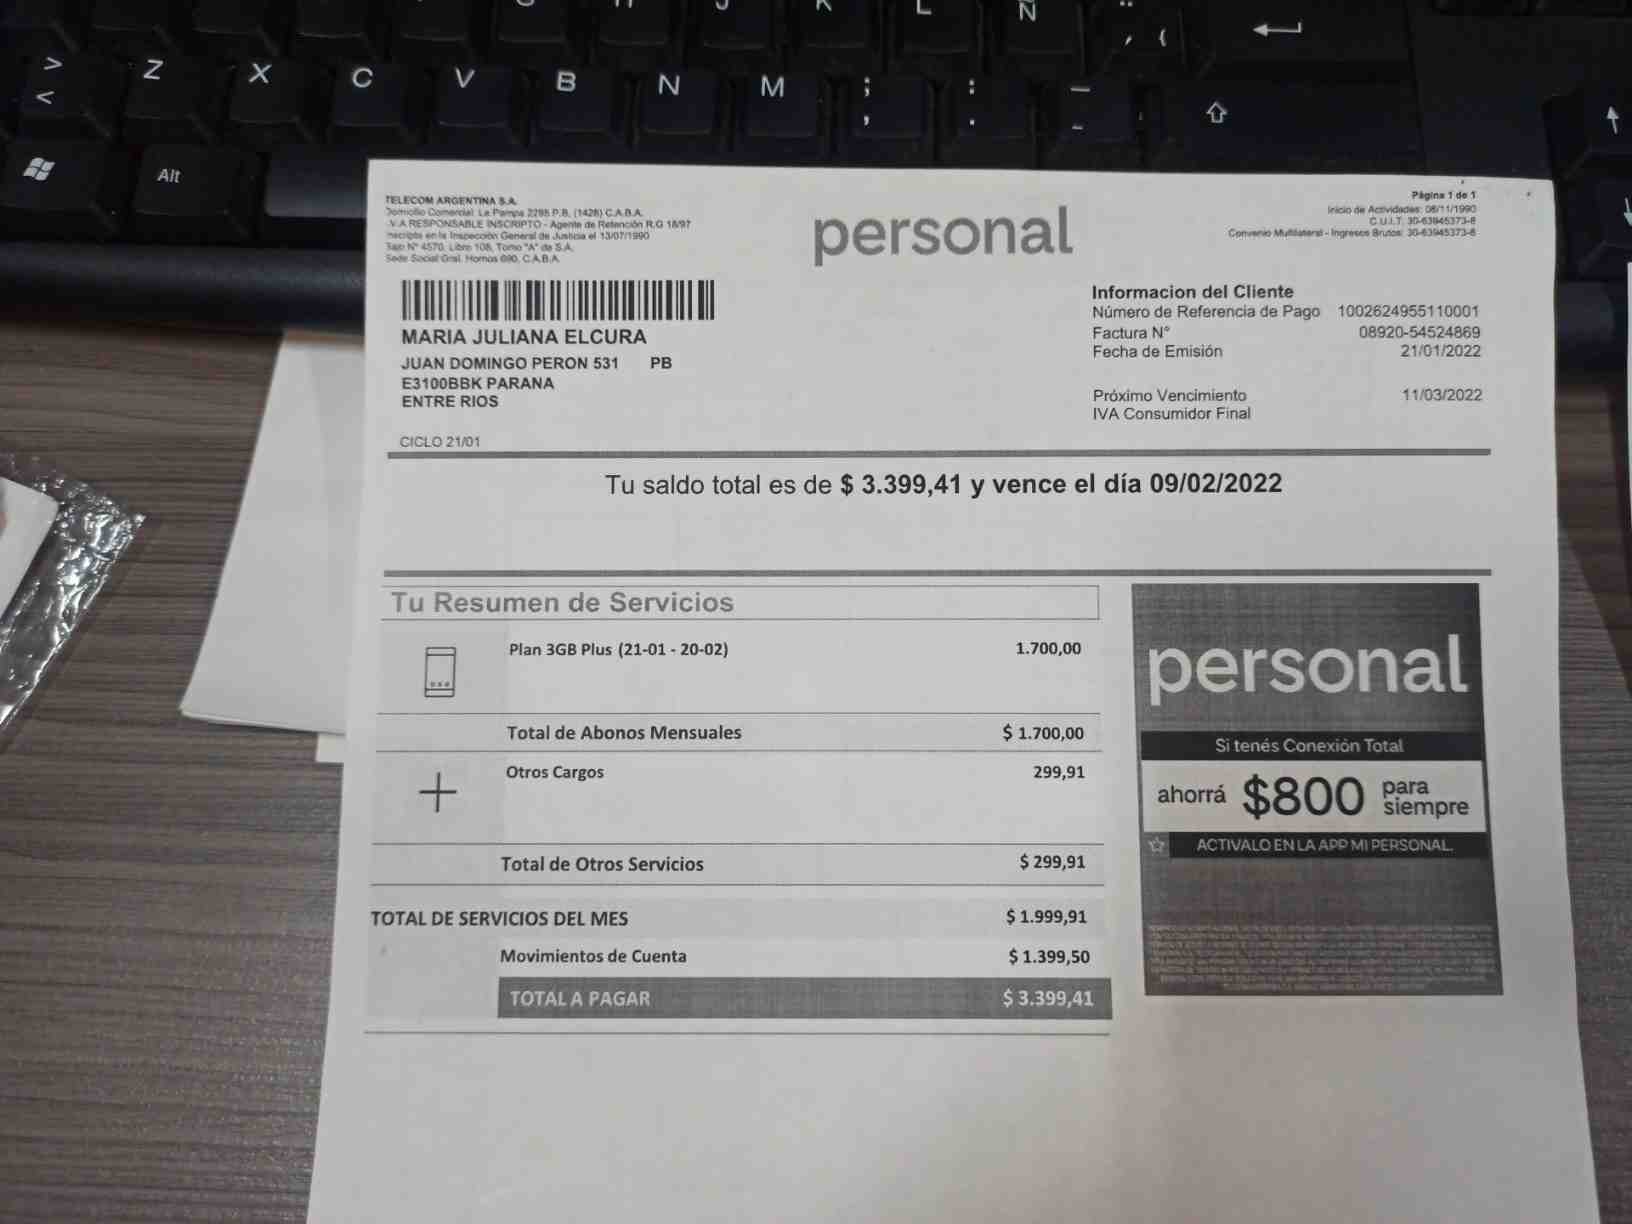 > Z X C V B N M ; : _
< , . -
Alt
Ñ
TELECOM ARGENTINA S.A.
Domicilio Comercial: La Pampa 2295 P.B. (1428) C.A.B.A.
I.V.A RESPONSABLE INSCRIPTO - Agente de Retención R.G 18/97
Inscripta en la Inspección General de Justicia el 13/07/1990
Bajo N° 4570, Libro 108, Tomo "A" de S.A.
Sede Social Gral. Hornos 690, C.A.B.A.
personal
Página 1 de 1
Inicio de Actividades: 08/11/1990
C.U.I.T: 30-63945373-8
Convenio Multilateral - Ingresos Brutos: 30-63945373-8
MARIA JULIANA ELCURA
JUAN DOMINGO PERON 531 PB
E3100BBK PARANA
ENTRE RIOS
CICLO 21/01
Informacion del Cliente
Número de Referencia de Pago 1002624955110001
Factura N° 08920-54524869
Fecha de Emisión 21/01/2022
Próximo Vencimiento 11/03/2022
IVA Consumidor Final
Tu saldo total es de $ 3.399,41 y vence el día 09/02/2022
Tu Resumen de Servicios
Plan 3GB Plus (21-01 - 20-02) 1.700,00
Total de Abonos Mensuales $ 1.700,00
Otros Cargos 299,91
Total de Otros Servicios $ 299,91
TOTAL DE SERVICIOS DEL MES $ 1.999,91
Movimientos de Cuenta $ 1.399,50
TOTAL A PAGAR $ 3.399,41
personal
Si tenés Conexión Total
ahorrá $800 para siempre
ACTIVALO EN LA APP MI PERSONAL.